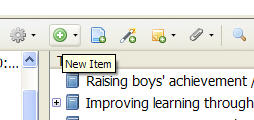 New Item
Raising boys' achievement /
Improving learning through